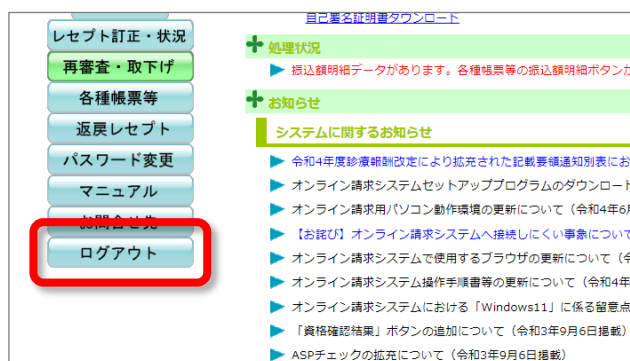 自己署名証明書ダウンロード
レセプト訂正・状況
再審査・取下げ
各種帳票等
返戻レセプト
パスワード変更
マニュアル
お問合せ先
ログアウト
処理状況
振込額明細データがあります。各種帳票等の振込額明細ボタンか
お知らせ
システムに関するお知らせ
令和4年度診療報酬改定により拡充された記載要領通知別表にお
オンライン請求システムセットアッププログラムのダウンロード
オンライン請求用パソコン動作環境の更新について（令和4年6月
【お詫び】オンライン請求システムへ接続しにくい事象について
オンライン請求システムで使用するブラウザの更新について（令
オンライン請求システム操作手順書等の更新について（令和4年
オンライン請求システムにおける「Windows11」に係る留意点
「資格確認結果」ボタンの追加について（令和3年9月6日掲載）
ASPチェックの拡充について（令和3年9月6日掲載）